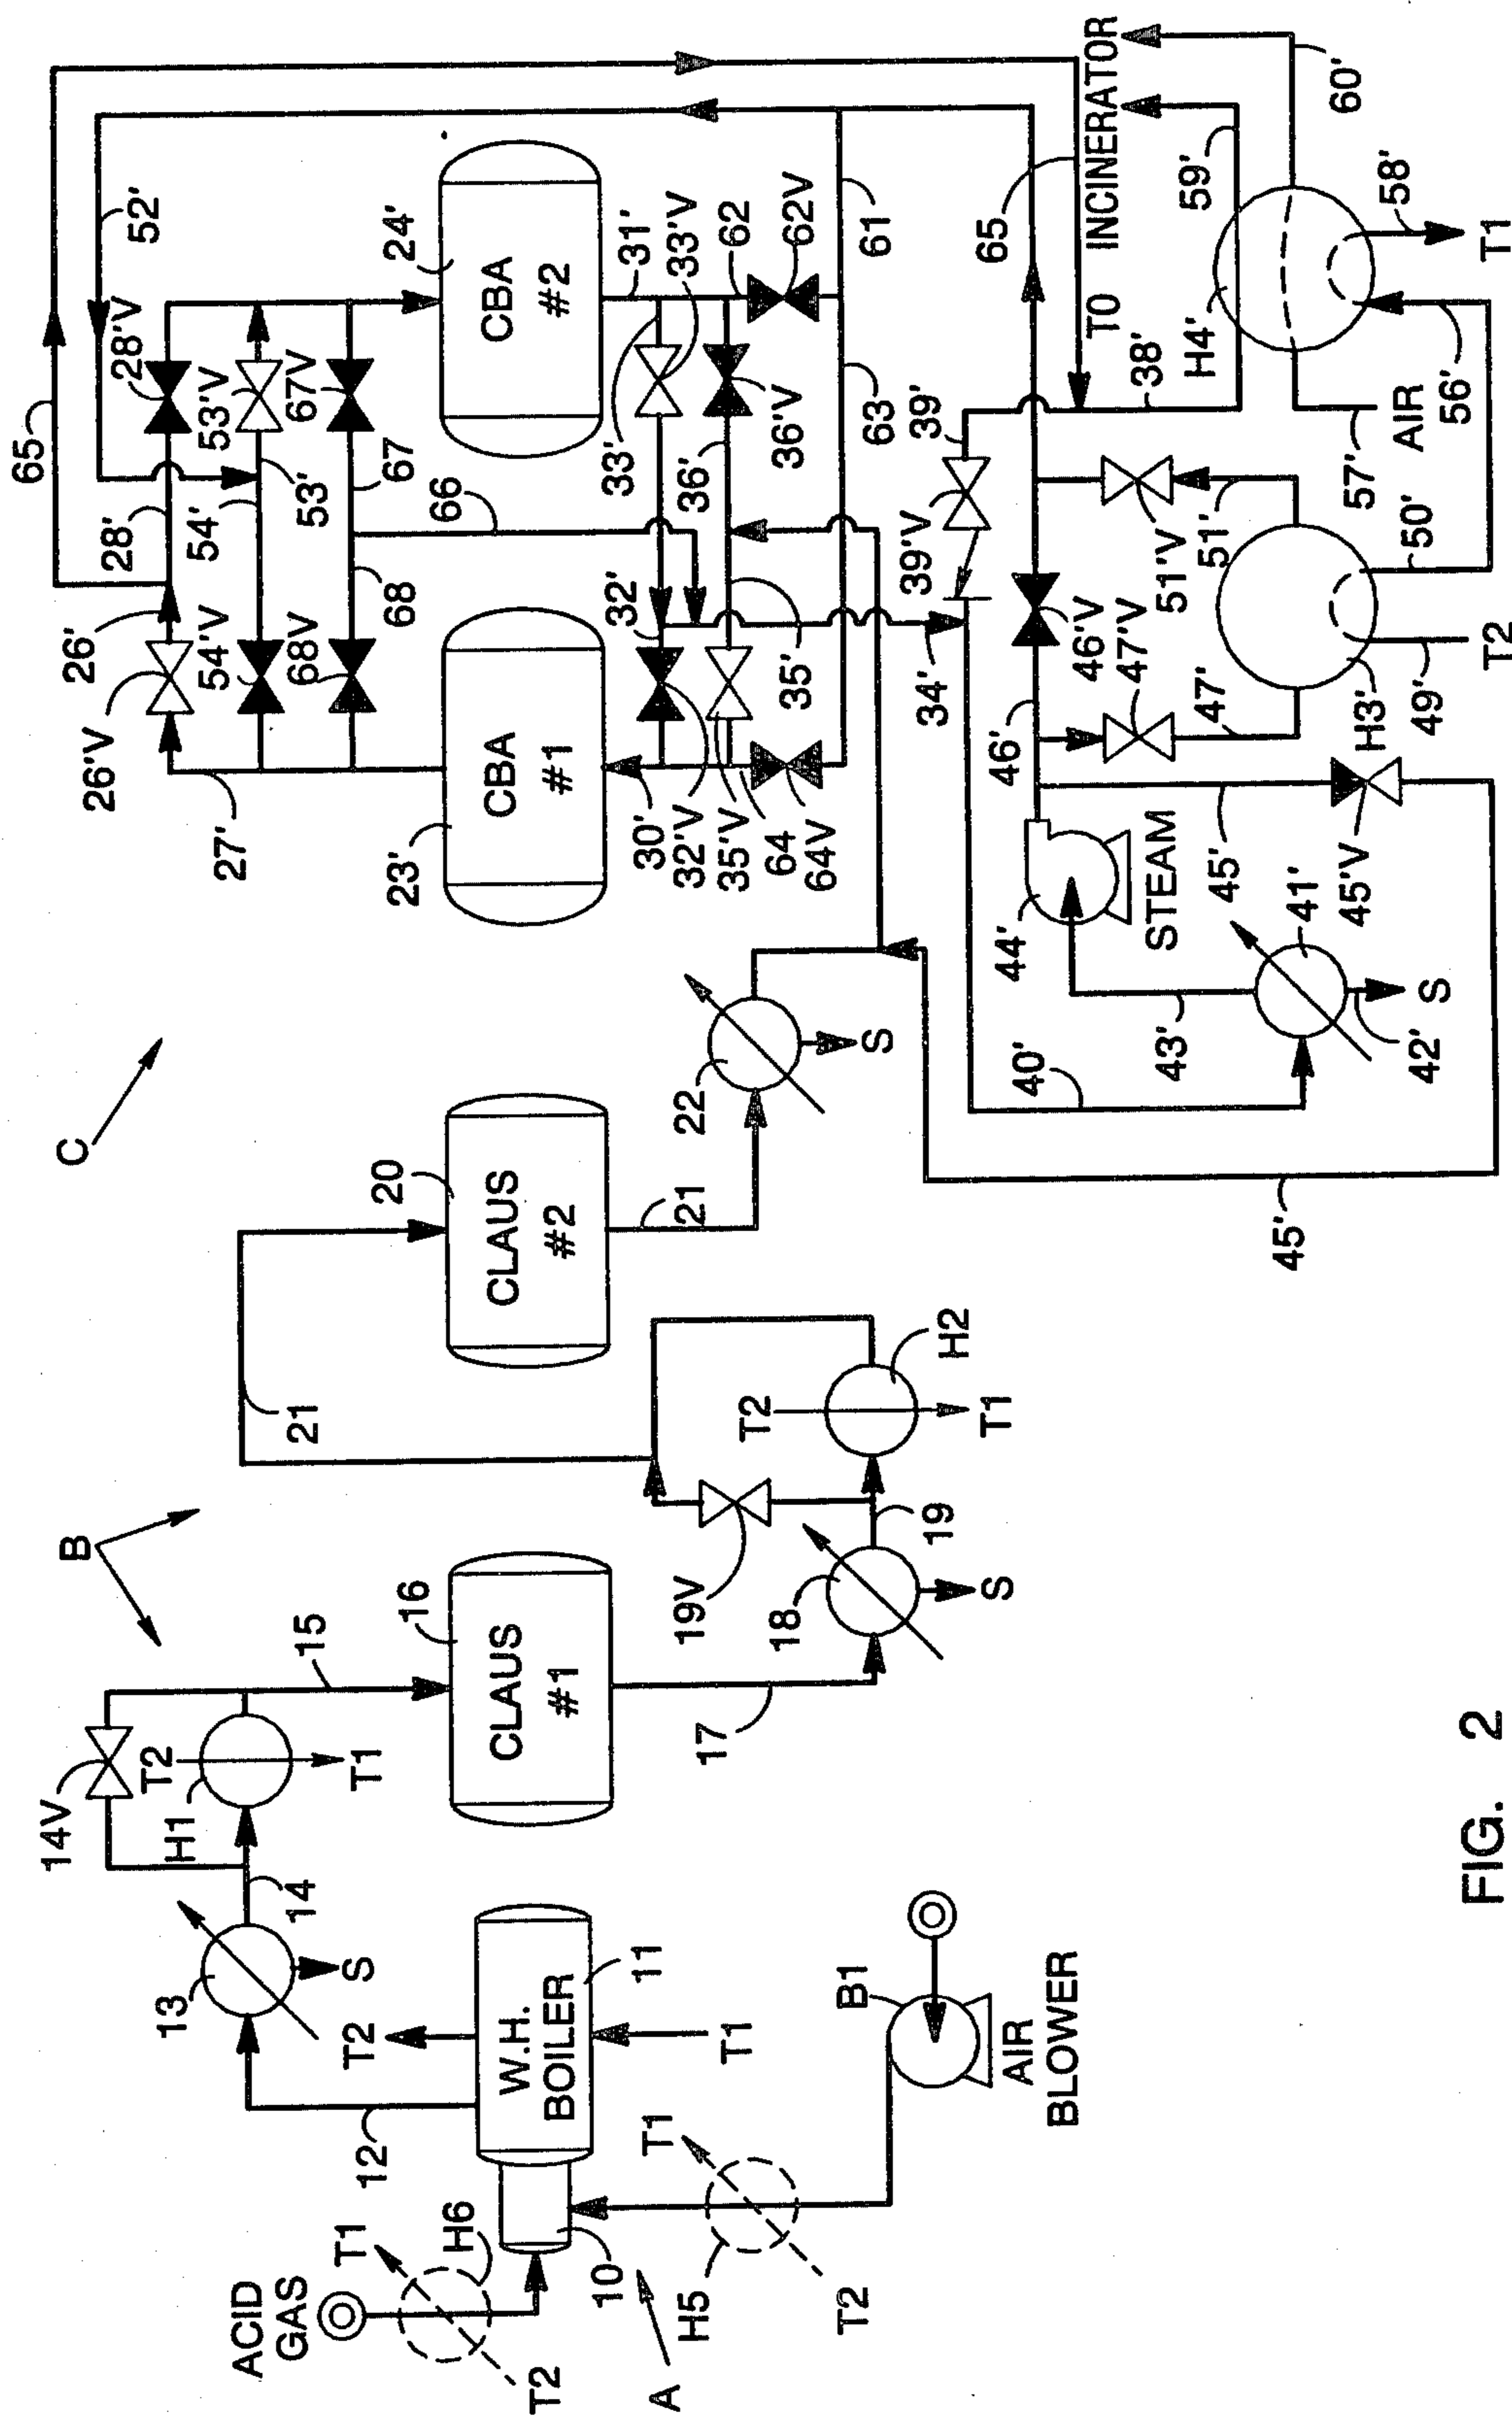 ACID
GAS
T1
H6
T2
A
10
H5
T1
T2
B1
AIR
BLOWER
W.H.
BOILER
11
T2
T1
12
13
S
14
14V
H1
T2
T1
15
B
CLAUS
#1
16
17
18
S
19
19V
T2
T1
H2
21
20
CLAUS
#2
21
22
S
C
65
26'
26'V
27'
28'
28'V
52'
54'
54'V
53'
53'V
67V
67
68V
68
66
23'
CBA
#1
24'
CBA
#2
31'
33'
33'V
62
62V
61
63
36'
36'V
32'
32'V
30'
35'
35'V
64
64V
34'
39'
39'V
38'
65
TO INCINERATOR
59'
60'
H4'
58'
T1
56'
57'
AIR
46'
46'V
47'
47'V
51'
51'V
50'
H3'
49'
T2
44'
STEAM
45'
45'V
41'
43'
42'
S
40'
45'
FIG. 2